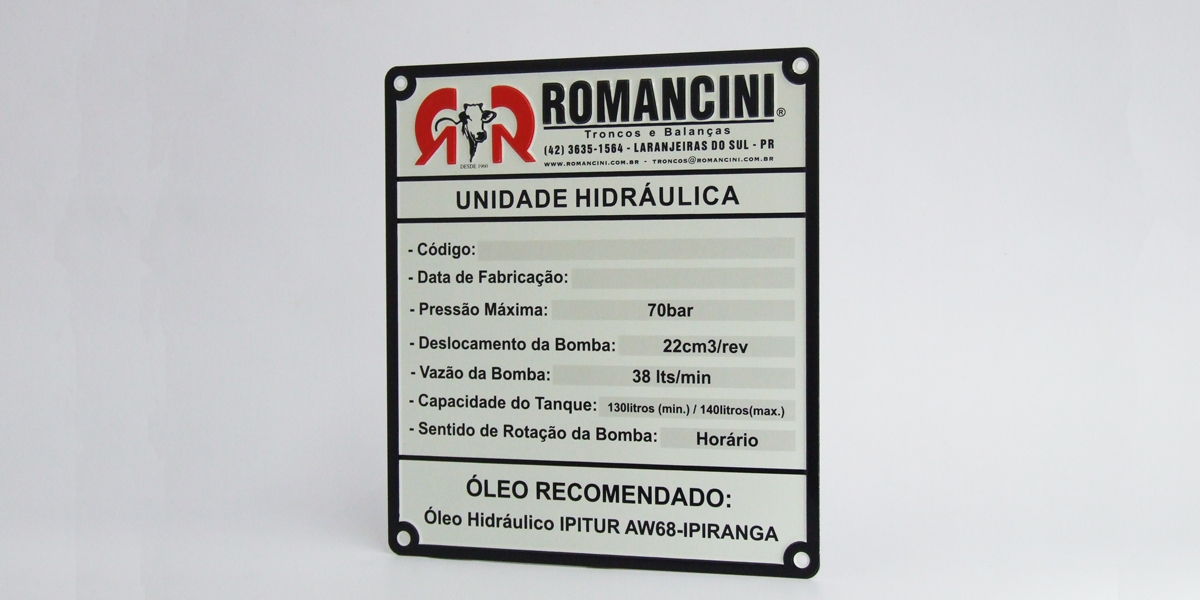 ROMANCINI®
Troncos e Balanças
(42) 3635-1564 - LARANJEIRAS DO SUL - PR
DESDE 1960
WWW.ROMANCINI.COM.BR - TRONCOS@ROMANCINI.COM.BR
UNIDADE HIDRÁULICA
- Código:
- Data de Fabricação:
- Pressão Máxima: 70bar
- Deslocamento da Bomba: 22cm3/rev
- Vazão da Bomba: 38 lts/min
- Capacidade do Tanque: 130litros (min.) / 140litros(max.)
- Sentido de Rotação da Bomba: Horário
ÓLEO RECOMENDADO:
Óleo Hidráulico IPITUR AW68-IPIRANGA